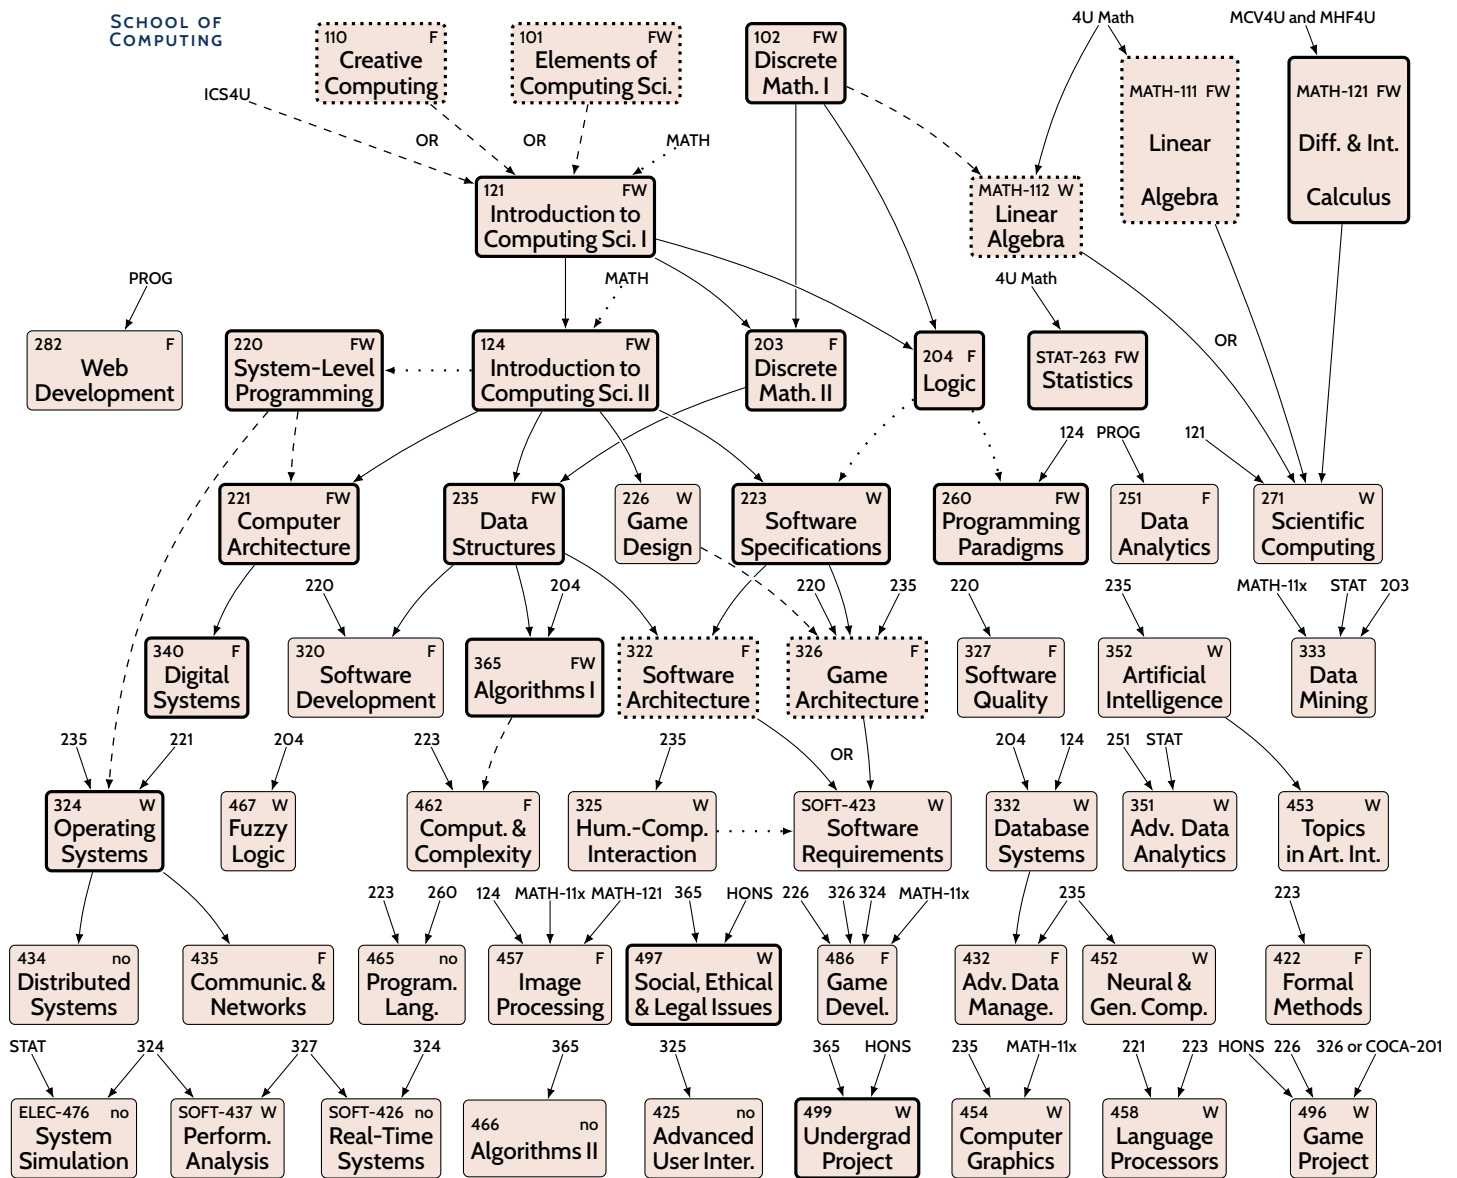 SCHOOL OF
COMPUTING
110 F
Creative
Computing
101 FW
Elements of
Computing Sci.
102 FW
Discrete
Math. I
4U Math
MCV4U and MHF4U
ICS4U
OR
OR
MATH
MATH-111 FW
Linear
Algebra
MATH-121 FW
Diff. & Int.
Calculus
121 FW
Introduction to
Computing Sci. I
MATH-112 W
Linear
Algebra
PROG
MATH
4U Math
OR
282 F
Web
Development
220 FW
System-Level
Programming
124 FW
Introduction to
Computing Sci. II
203 F
Discrete
Math. II
204 F
Logic
STAT-263 FW
Statistics
124
PROG
121
221 FW
Computer
Architecture
235 FW
Data
Structures
226 W
Game
Design
223 W
Software
Specifications
260 FW
Programming
Paradigms
251 F
Data
Analytics
271 W
Scientific
Computing
220
204
220
235
220
235
MATH-11x
STAT
203
340 F
Digital
Systems
320 F
Software
Development
365 FW
Algorithms I
322 F
Software
Architecture
326 F
Game
Architecture
327 F
Software
Quality
352 W
Artificial
Intelligence
333
Data
Mining
235
221
204
223
235
OR
204
124
251
STAT
324 W
Operating
Systems
467 W
Fuzzy
Logic
462 F
Comput. &
Complexity
325 W
Hum.-Comp.
Interaction
SOFT-423 W
Software
Requirements
332 W
Database
Systems
351 W
Adv. Data
Analytics
453 W
Topics
in Art. Int.
223
260
124
MATH-11x
MATH-121
365
HONS
226
326
324
MATH-11x
235
223
434 no
Distributed
Systems
435 F
Communic. &
Networks
465 no
Program.
Lang.
457 F
Image
Processing
497 W
Social, Ethical
& Legal Issues
486 F
Game
Devel.
432 F
Adv. Data
Manage.
452 W
Neural &
Gen. Comp.
422 F
Formal
Methods
STAT
324
327
324
365
325
365
HONS
235
MATH-11x
221
223
HONS
226
326 or COCA-201
ELEC-476 no
System
Simulation
SOFT-437 W
Perform.
Analysis
SOFT-426 no
Real-Time
Systems
466 no
Algorithms II
425 no
Advanced
User Inter.
499 W
Undergrad
Project
454 W
Computer
Graphics
458 W
Language
Processors
496 W
Game
Project